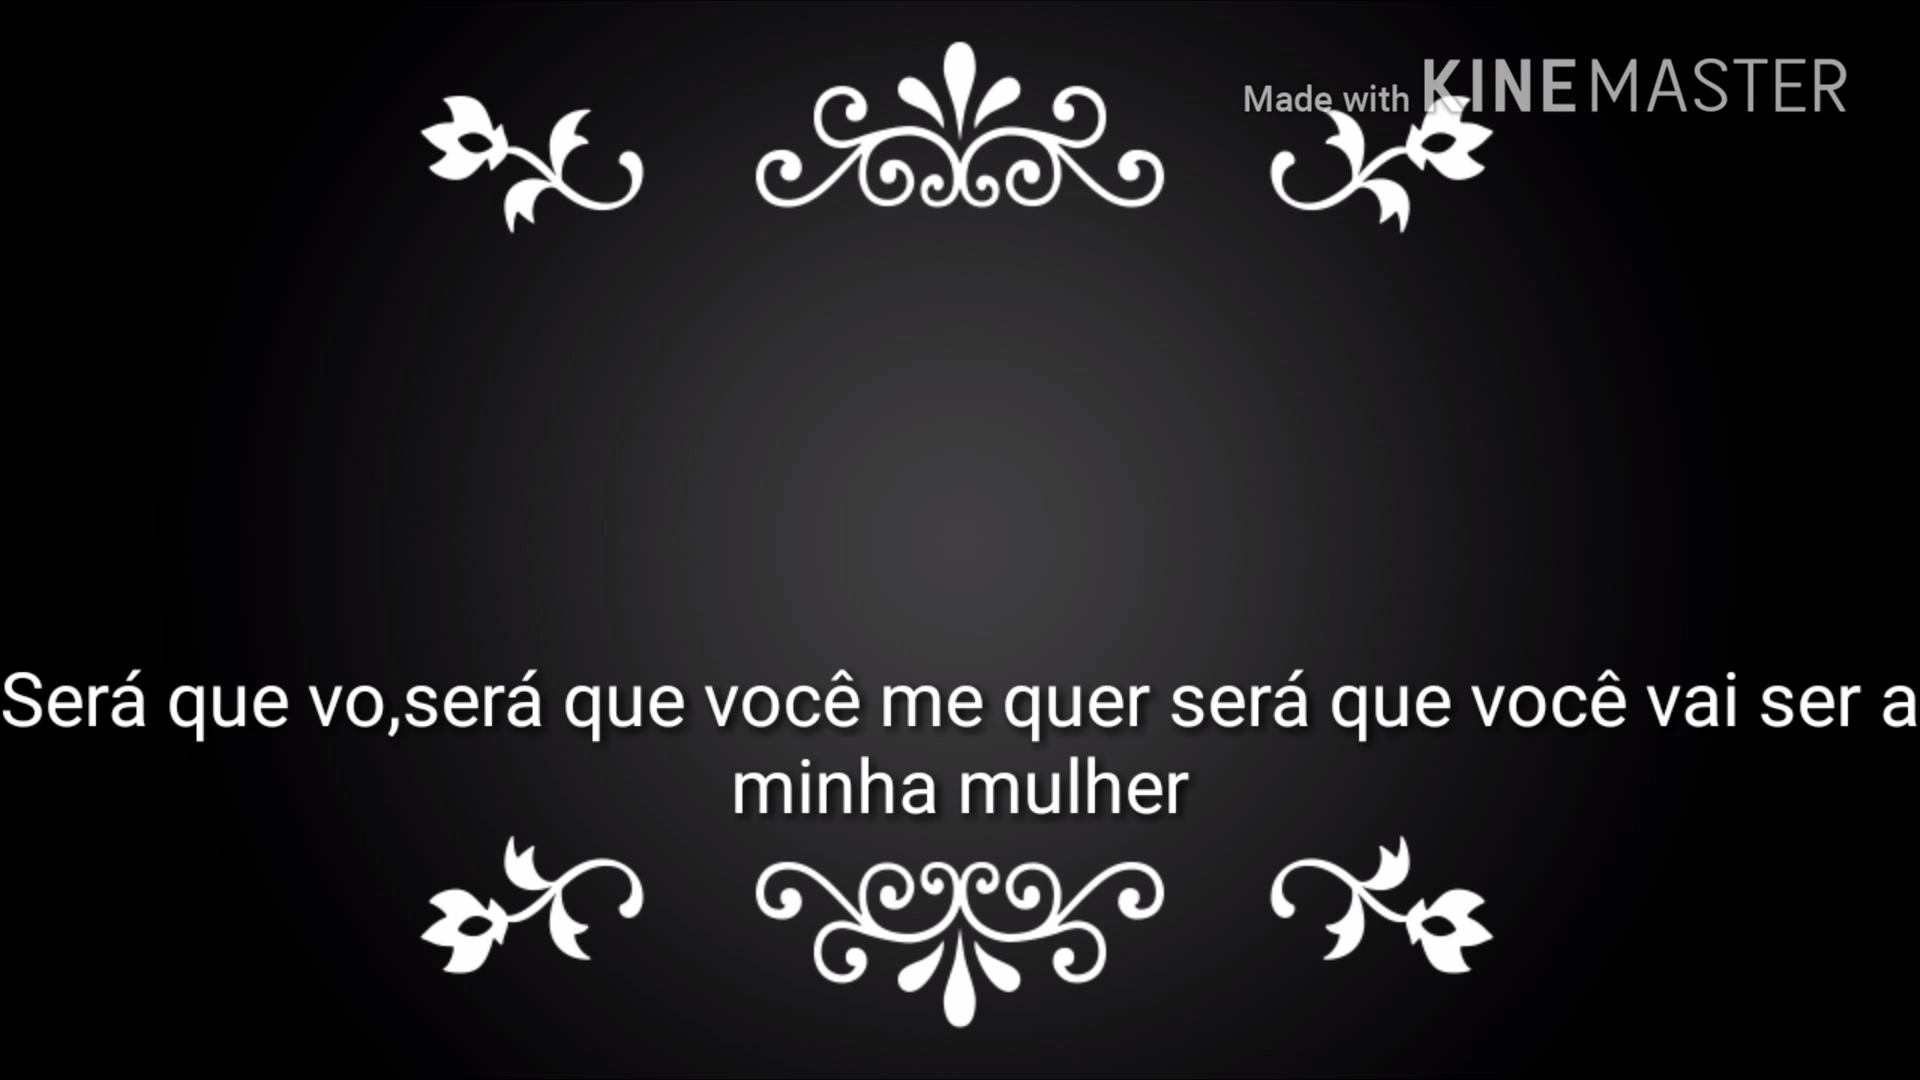 Made with KINEMASTER
Será que vo,será que você me quer será que você vai ser a
minha mulher